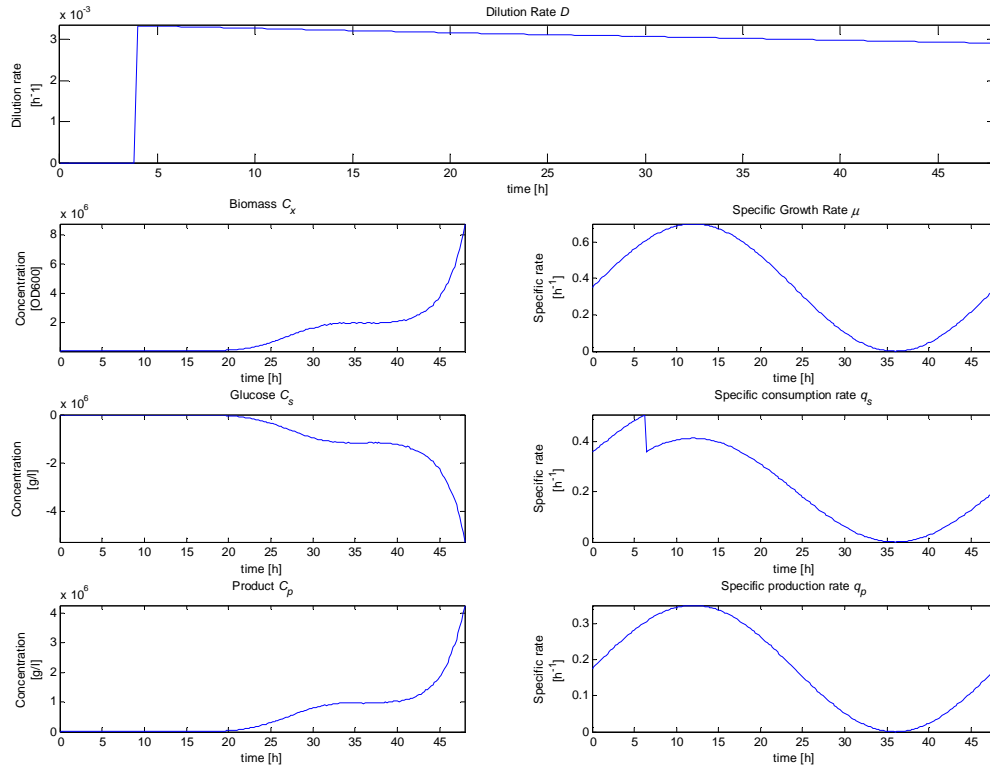 Dilution Rate D
x 10-3
3
2
1
0
Dilution rate
[h-1]
0 5 10 15 20 25 30 35 40 45
time [h]
Biomass Cx
x 10 6
8
6
4
2
Concentration
[OD600]
0 5 10 15 20 25 30 35 40 45
time [h]
Specific Growth Rate μ
0.6
0.4
0.2
0
Specific rate
[h-1]
0 5 10 15 20 25 30 35 40 45
time [h]
Glucose Cs
x 10 6
0
-2
-4
Concentration
[g/l]
0 5 10 15 20 25 30 35 40 45
time [h]
Specific consumption rate qs
0.4
0.2
0
Specific rate
[h-1]
0 5 10 15 20 25 30 35 40 45
time [h]
Product Cp
x 10 6
4
3
2
1
0
Concentration
[g/l]
0 5 10 15 20 25 30 35 40 45
time [h]
Specific production rate qp
0.3
0.2
0.1
0
Specific rate
[h-1]
0 5 10 15 20 25 30 35 40 45
time [h]